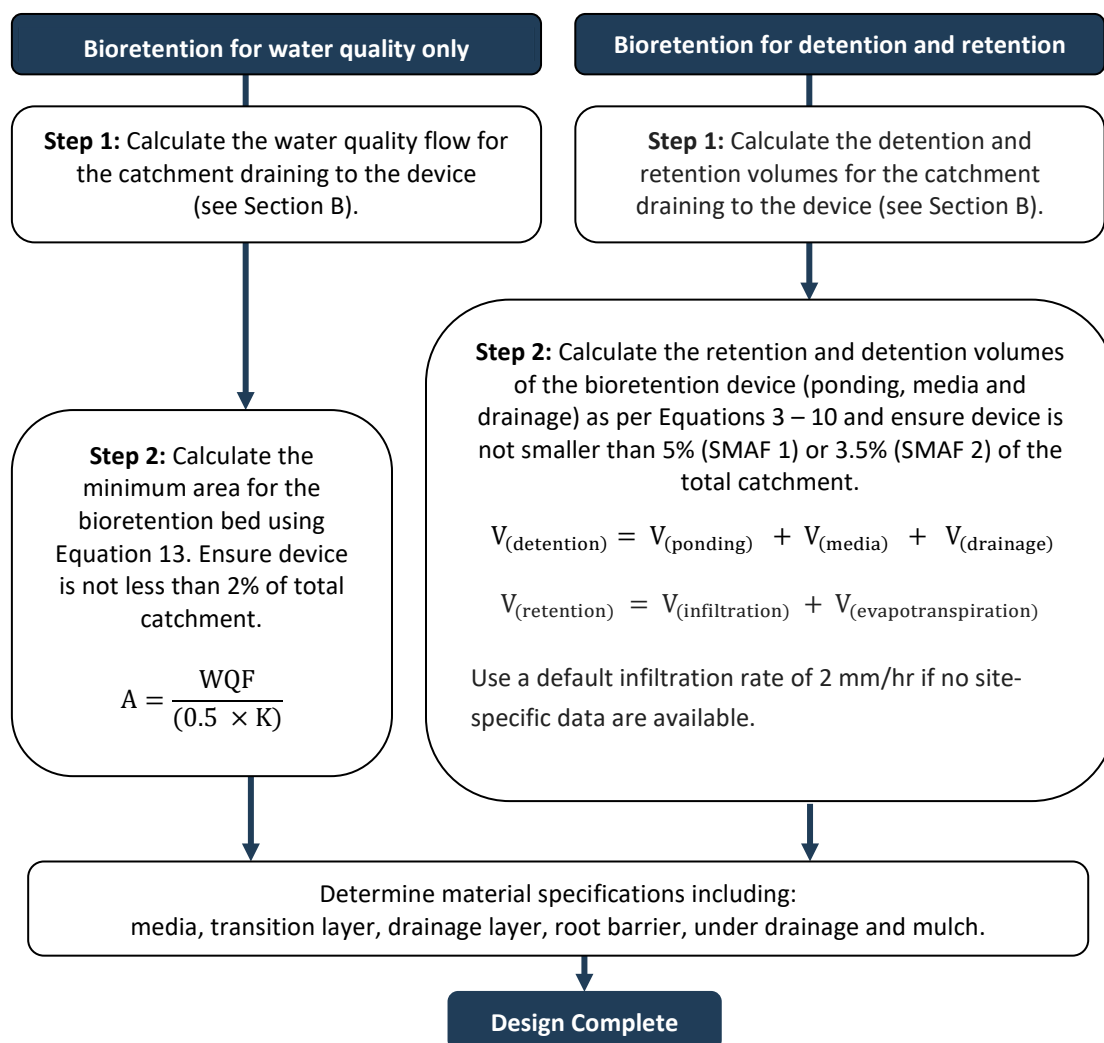 Bioretention for water quality only
Step 1: Calculate the water quality flow for
the catchment draining to the device
(see Section B).
Step 2: Calculate the
minimum area for the
bioretention bed using
Equation 13. Ensure device
is not less than 2% of total
catchment.
A = WQF / (0.5 × K)
Bioretention for detention and retention
Step 1: Calculate the detention and
retention volumes for the catchment
draining to the device (see Section B).
Step 2: Calculate the retention and detention volumes
of the bioretention device (ponding, media and
drainage) as per Equations 3 – 10 and ensure device is
not smaller than 5% (SMAF 1) or 3.5% (SMAF 2) of the
total catchment.
V(detention) = V(ponding) + V(media) + V(drainage)
V(retention) = V(infiltration) + V(evapotranspiration)
Use a default infiltration rate of 2 mm/hr if no site-
specific data are available.
Determine material specifications including:
media, transition layer, drainage layer, root barrier, under drainage and mulch.
Design Complete